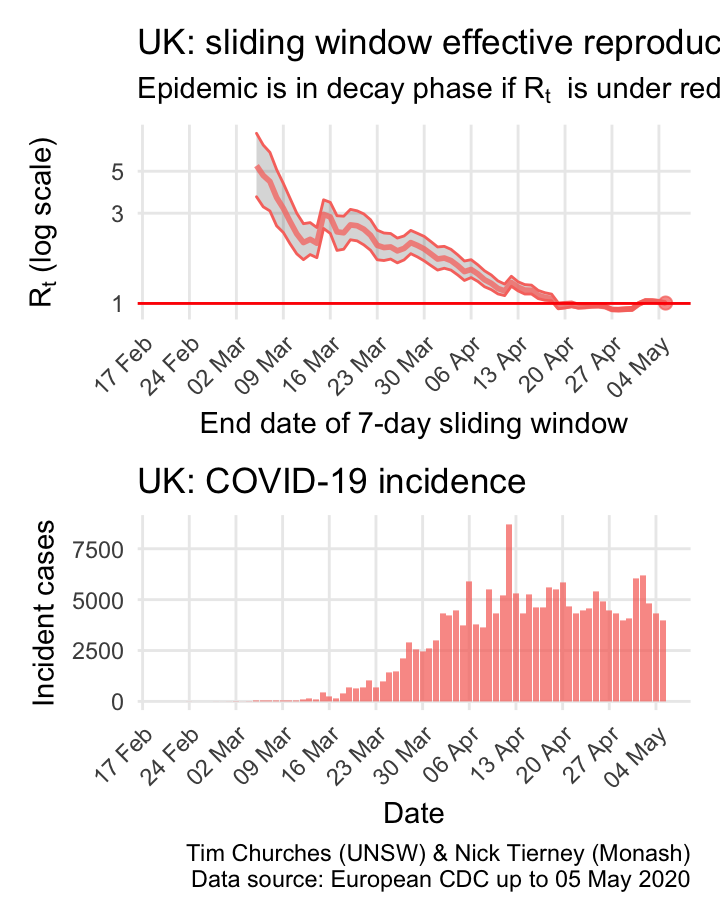 UK: sliding window effective reproduc
Epidemic is in decay phase if Rt is under red
Rt (log scale)
5
3
1
17 Feb
24 Feb
02 Mar
09 Mar
16 Mar
23 Mar
30 Mar
06 Apr
13 Apr
20 Apr
27 Apr
04 May
End date of 7-day sliding window
UK: COVID-19 incidence
Incident cases
7500
5000
2500
0
17 Feb
24 Feb
02 Mar
09 Mar
16 Mar
23 Mar
30 Mar
06 Apr
13 Apr
20 Apr
27 Apr
04 May
Date
Tim Churches (UNSW) & Nick Tierney (Monash)
Data source: European CDC up to 05 May 2020